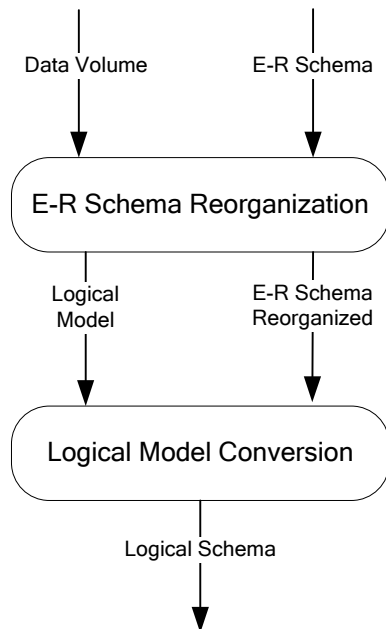 Data Volume
E-R Schema
E-R Schema Reorganization
Logical
Model
E-R Schema
Reorganized
Logical Model Conversion
Logical Schema